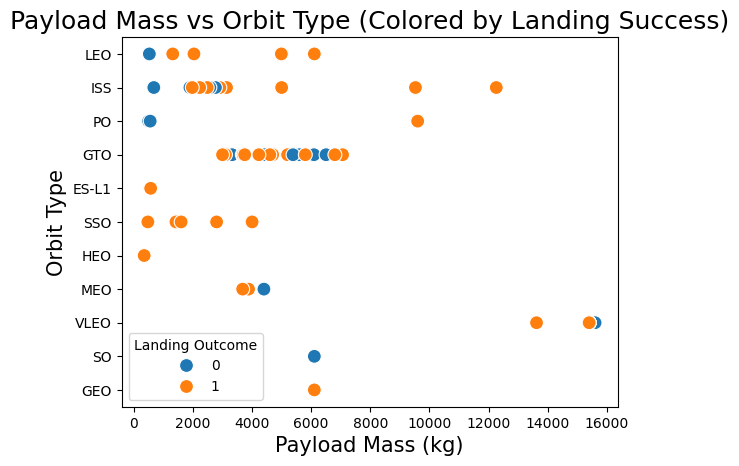 Payload Mass vs Orbit Type (Colored by Landing Success)
Orbit Type
LEO
ISS
PO
GTO
ES-L1
SSO
HEO
MEO
VLEO
SO
GEO
Landing Outcome
0
1
0 2000 4000 6000 8000 10000 12000 14000 16000
Payload Mass (kg)